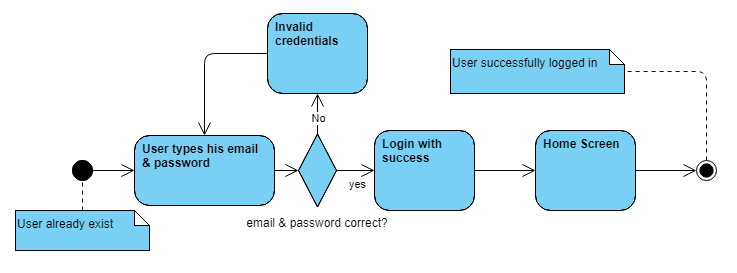 Invalid
credentials
User successfully logged in
No
User types his email
& password
Login with
success
Home Screen
yes
User already exist
email & password correct?